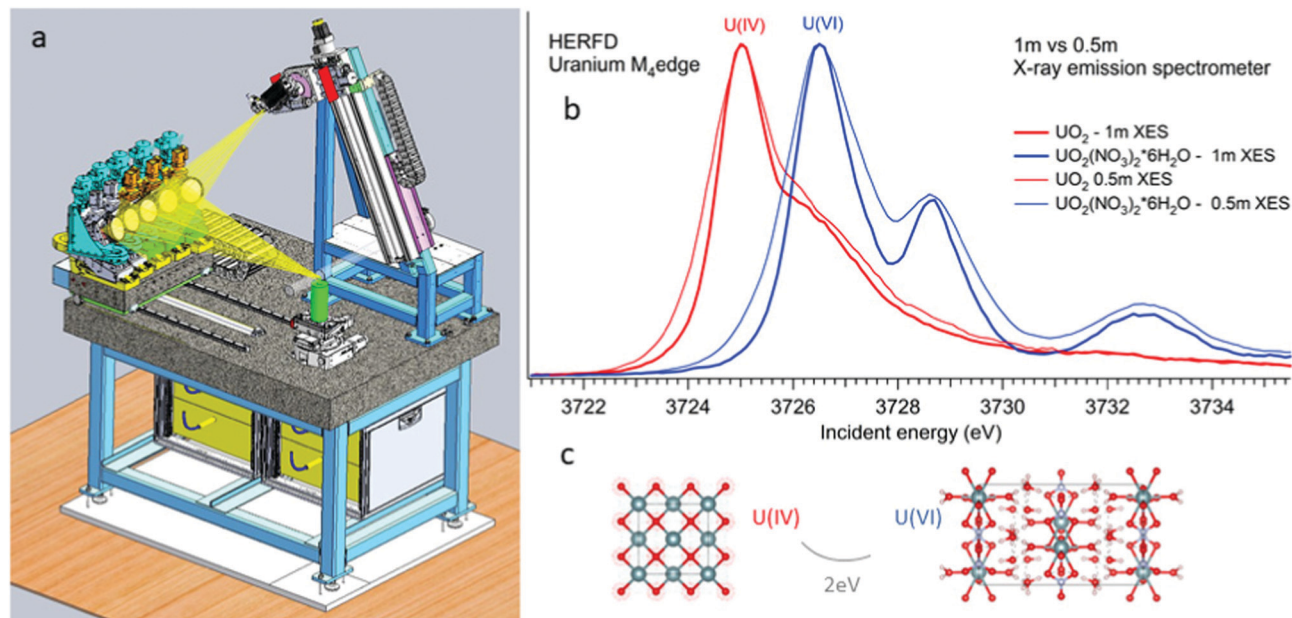 a
HERFD
Uranium M₄edge
U(IV)
U(VI)
1m vs 0.5m
X-ray emission spectrometer
b
UO₂ - 1m XES
UO₂(NO₃)₂*6H₂O - 1m XES
UO₂ 0.5m XES
UO₂(NO₃)₂*6H₂O - 0.5m XES
3722 3724 3726 3728 3730 3732 3734
Incident energy (eV)
c
U(IV)
U(VI)
2eV